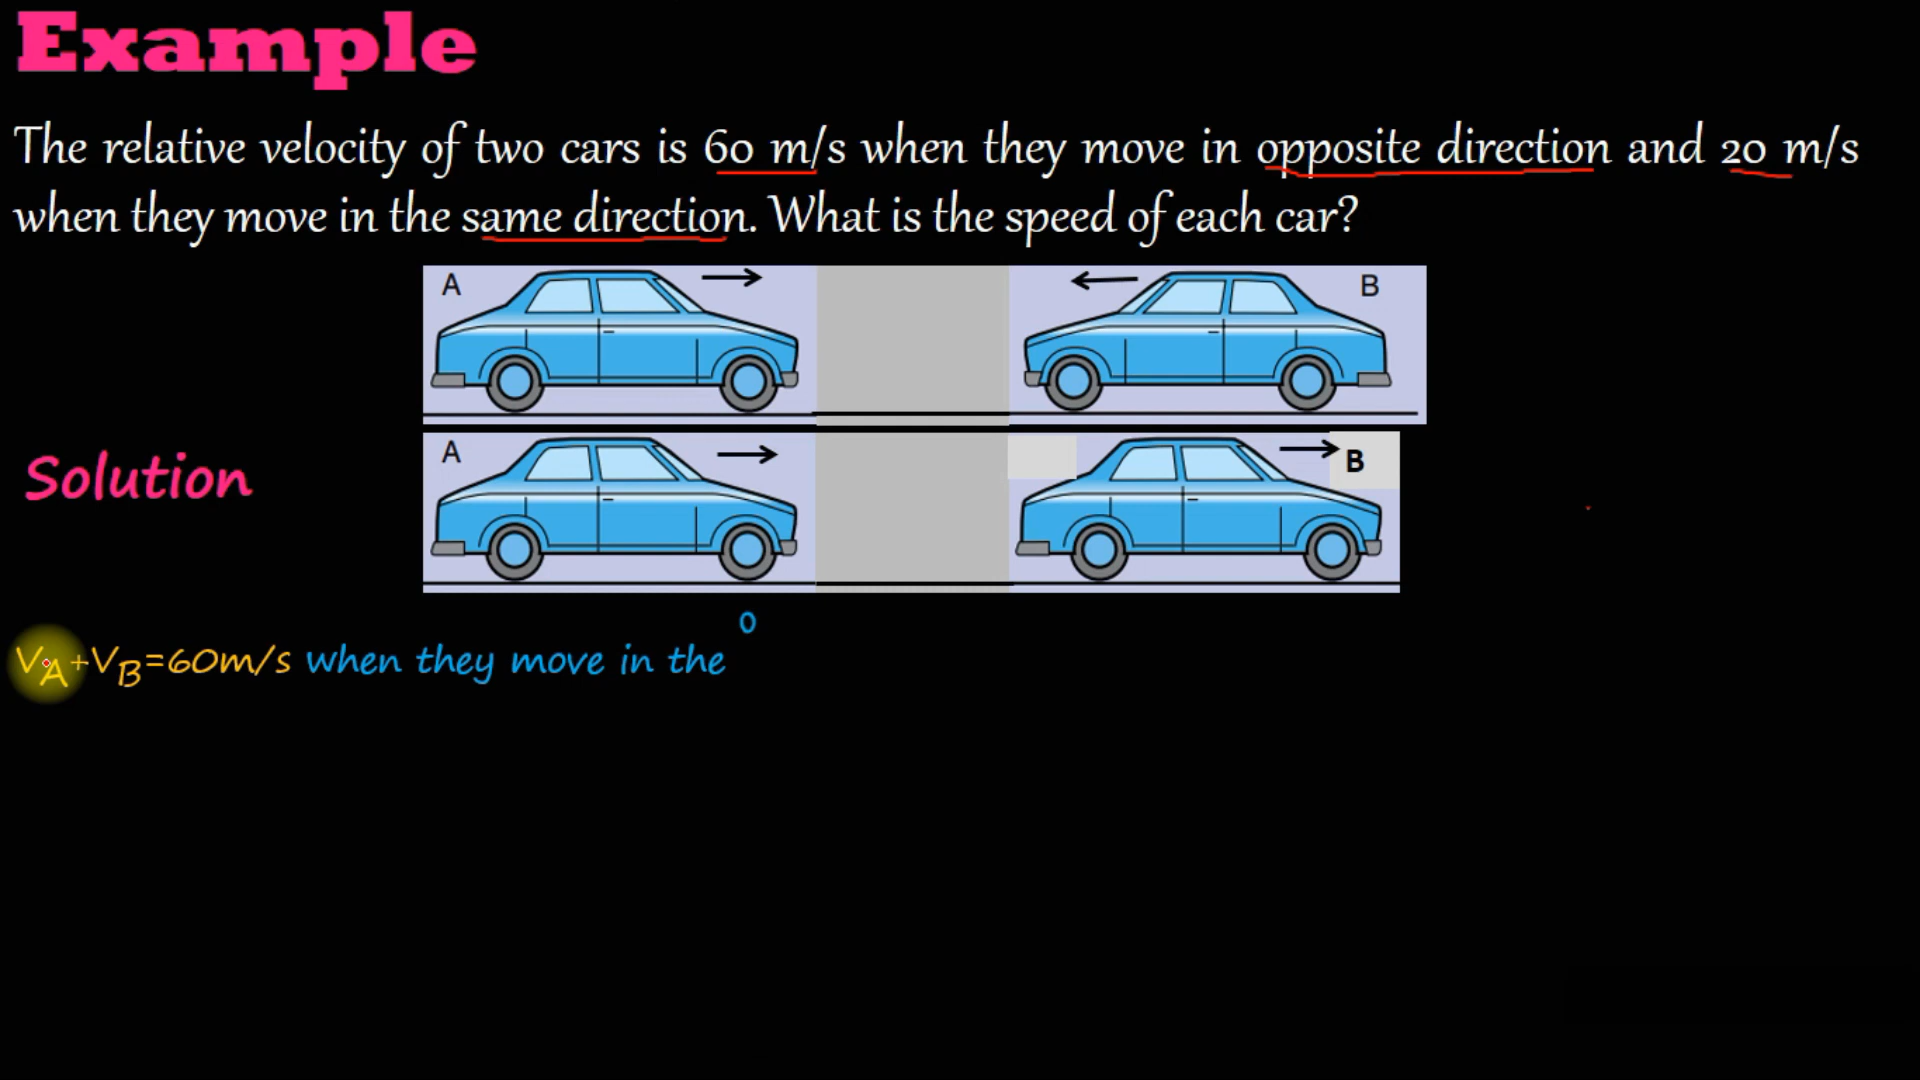 Example
The relative velocity of two cars is 60 m/s when they move in opposite direction and 20 m/s
when they move in the same direction. What is the speed of each car?
A B
Solution
A B
o
VA+VB=60m/s when they move in the